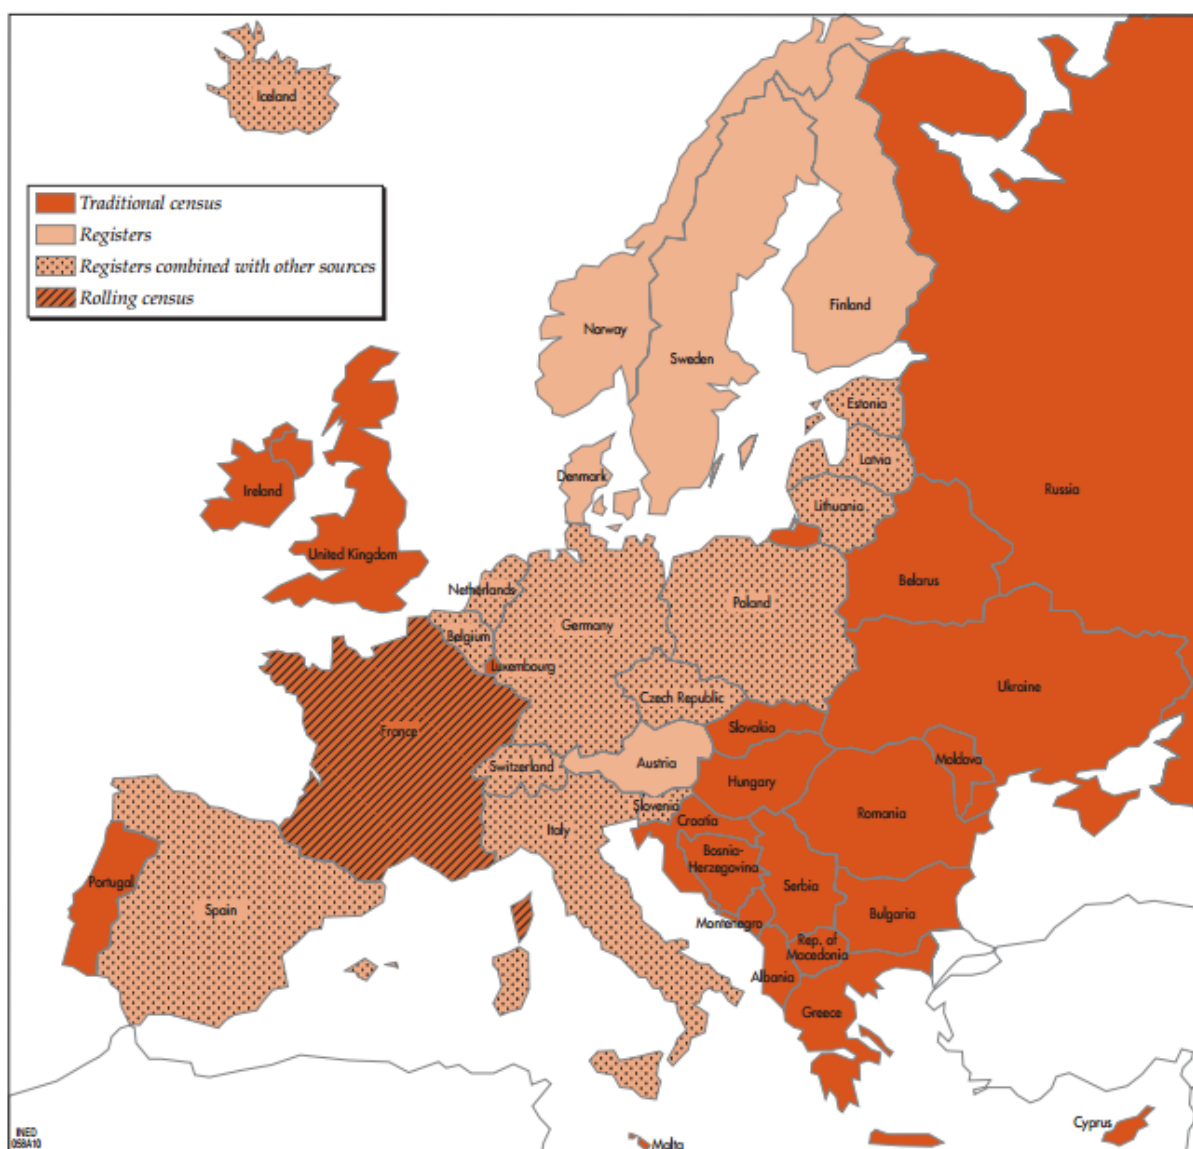 Iceland
Traditional census
Registers
Registers combined with other sources
Rolling census
Finland
Norway
Sweden
Estonia
Latvia
Denmark
Russia
Ireland
Lithuania
United Kingdom
Belarus
Netherlands
Poland
Germany
Belgium
Luxembourg
Ukraine
Czech Republic
Slovakia
France
Moldova
Austria
Switzerland
Hungary
Slovenia
Romania
Croatia
Italy
Bosnia-
Herzegovina
Portugal
Serbia
Spain
Bulgaria
Montenegro
Rep. of
Macedonia
Albania
Greece
Cyprus
INED
058A10
Malta